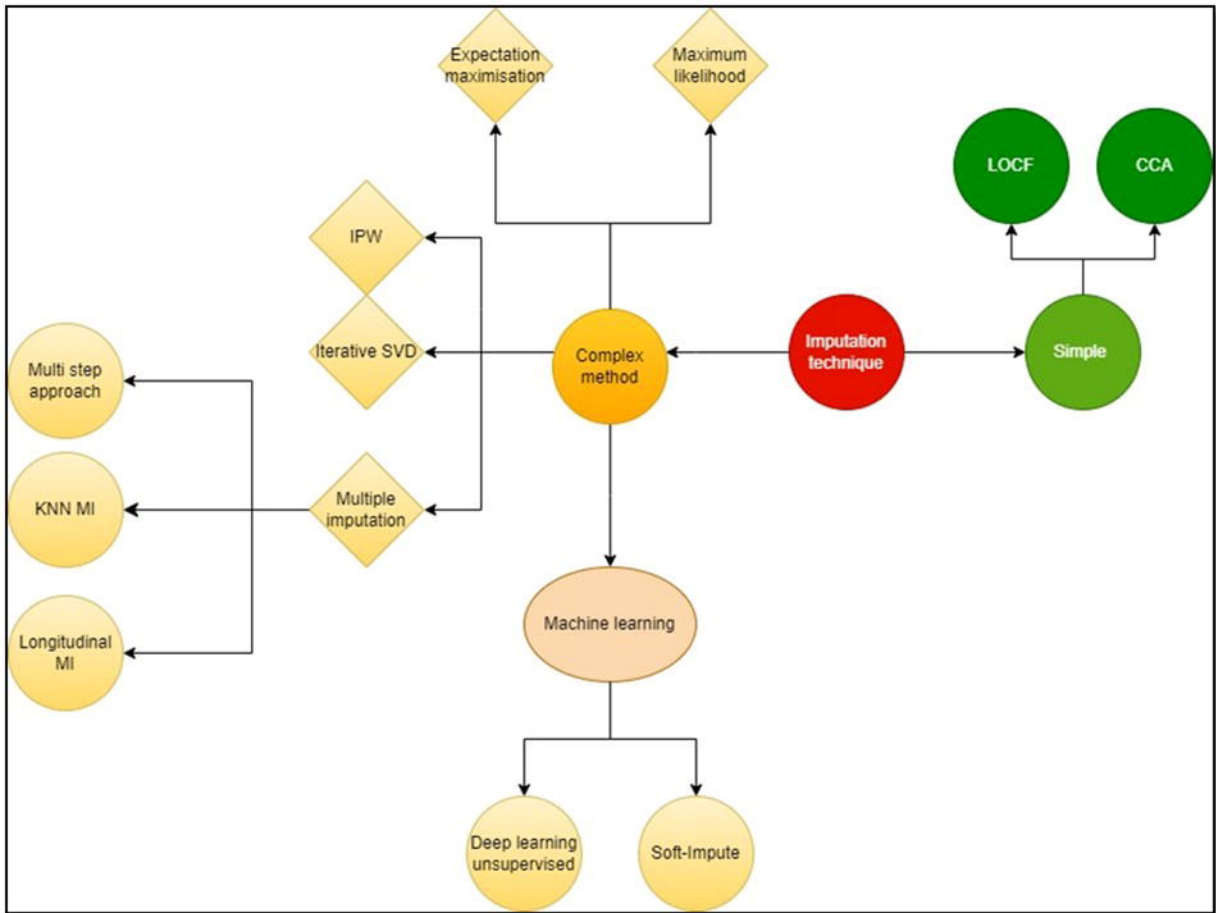 Expectation
maximisation
Maximum
likelihood
LOCF
CCA
IPW
Iterative SVD
Complex
method
Imputation
technique
Simple
Multi step
approach
KNN MI
Multiple
imputation
Longitudinal
MI
Machine learning
Deep learning
unsupervised
Soft-Impute